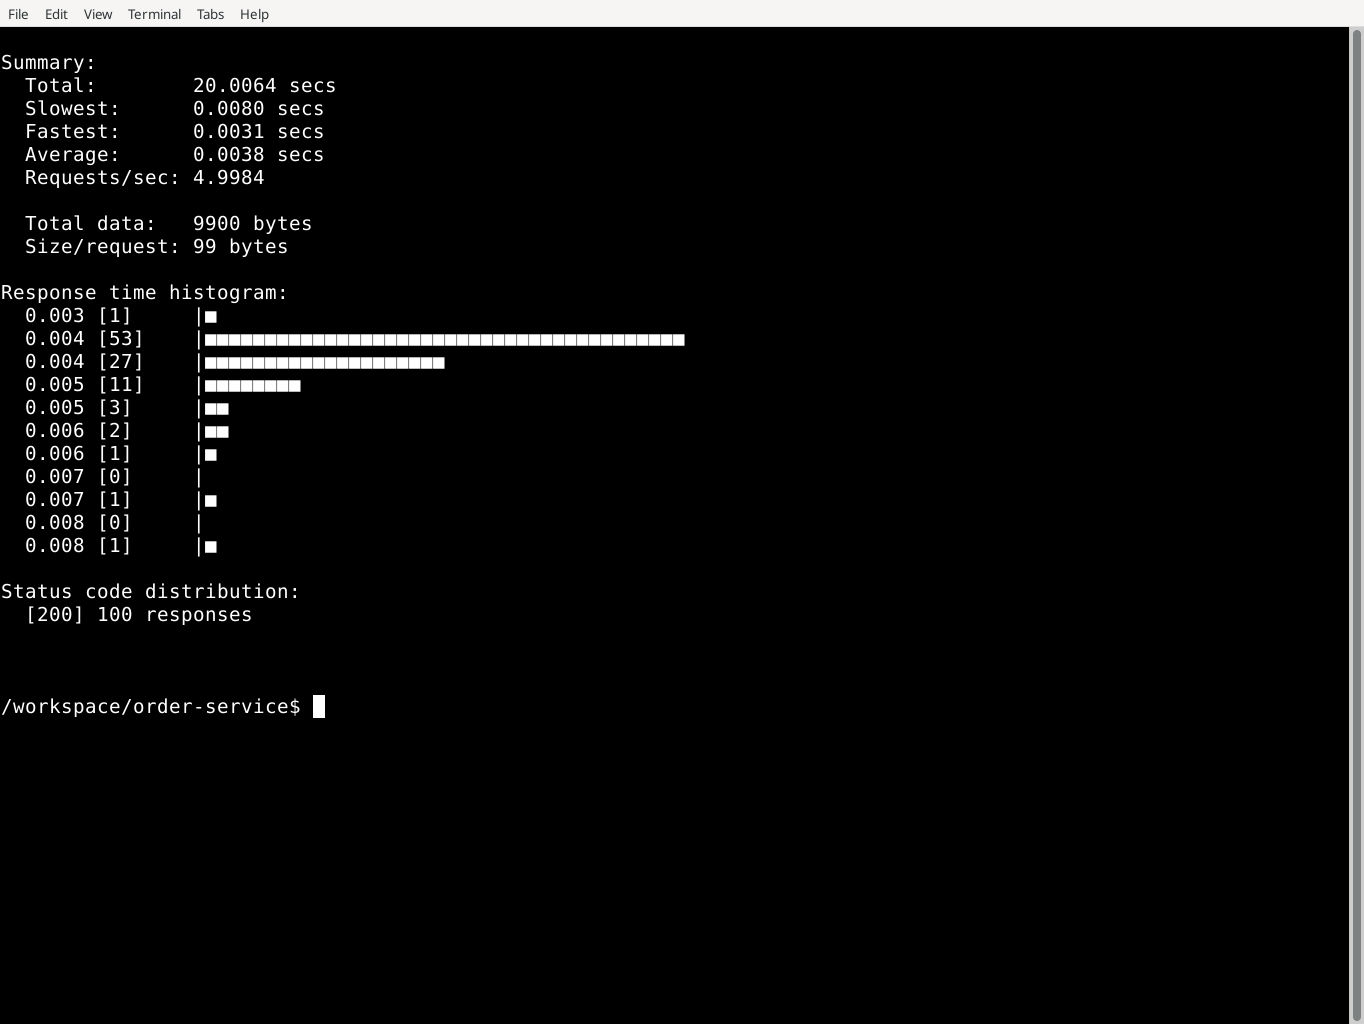 File Edit View Terminal Tabs Help
Summary:
  Total:        20.0064 secs
  Slowest:      0.0080 secs
  Fastest:      0.0031 secs
  Average:      0.0038 secs
  Requests/sec: 4.9984
  Total data:   9900 bytes
  Size/request: 99 bytes
Response time histogram:
  0.003 [1]     |■
  0.004 [53]    |■■■■■■■■■■■■■■■■■■■■■■■■■■■■■■■■■■■■■■■■
  0.004 [27]    |■■■■■■■■■■■■■■■■■■■■
  0.005 [11]    |■■■■■■■■
  0.005 [3]     |■■
  0.006 [2]     |■■
  0.006 [1]     |■
  0.007 [0]     |
  0.007 [1]     |■
  0.008 [0]     |
  0.008 [1]     |■
Status code distribution:
  [200] 100 responses
/workspace/order-service$